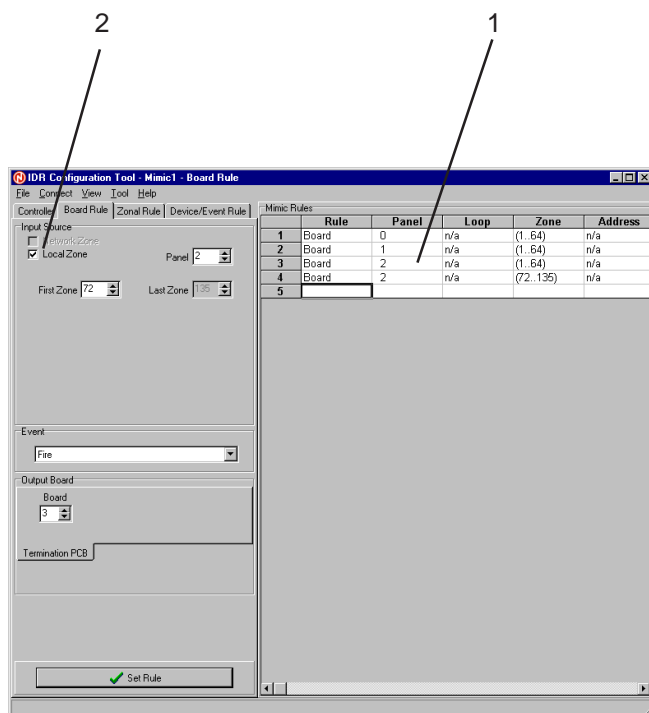 2
1
IDR Configuration Tool - Mimic1 - Board Rule
File Connect View Tool Help
Controller Board Rule Zonal Rule Device/Event Rule
Input Source
Network Zone
Local Zone
Panel 2
First Zone 72 Last Zone 135
Event
Fire
Output Board
Board
3
Termination PCB
Set Rule
Mimic Rules
Rule Panel Loop Zone Address
1 Board 0 n/a (1..64) n/a
2 Board 1 n/a (1..64) n/a
3 Board 2 n/a (1..64) n/a
4 Board 2 n/a (72..135) n/a
5